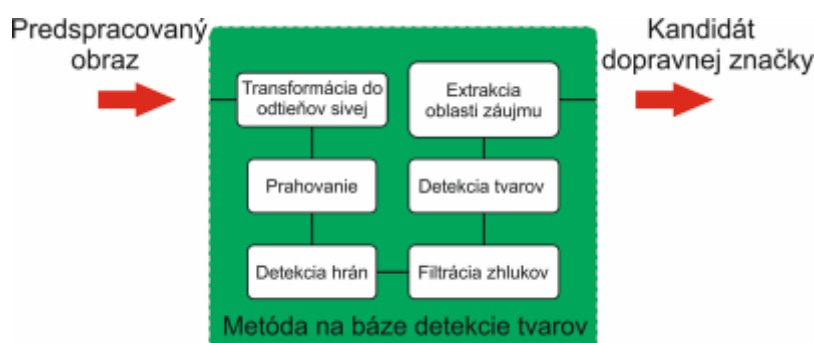 Predspracovaný
obraz
Transformácia do
odtieňov sivej
Prahovanie
Detekcia hrán
Filtrácia zhlukov
Detekcia tvarov
Extrakcia
oblasti záujmu
Kandidát
dopravnej značky
Metóda na báze detekcie tvarov